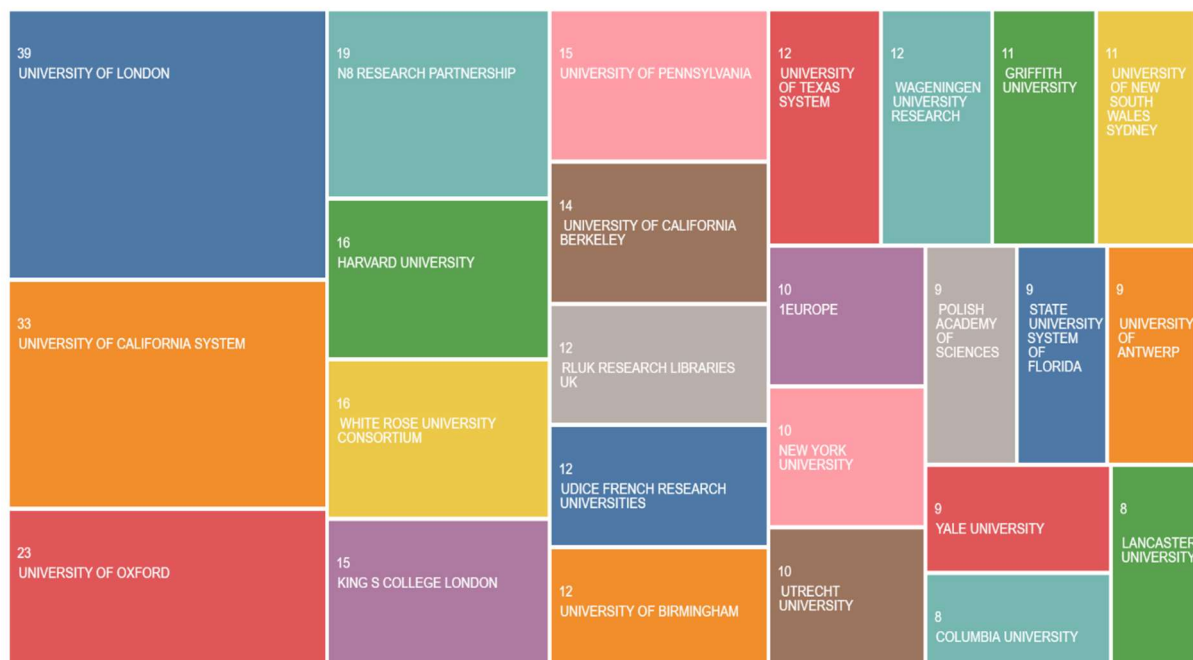 39
UNIVERSITY OF LONDON
33
UNIVERSITY OF CALIFORNIA SYSTEM
23
UNIVERSITY OF OXFORD
19
N8 RESEARCH PARTNERSHIP
16
HARVARD UNIVERSITY
16
WHITE ROSE UNIVERSITY
CONSORTIUM
15
KING S COLLEGE LONDON
15
UNIVERSITY OF PENNSYLVANIA
14
UNIVERSITY OF CALIFORNIA
BERKELEY
12
RLUK RESEARCH LIBRARIES
UK
12
UDICE FRENCH RESEARCH
UNIVERSITIES
12
UNIVERSITY OF BIRMINGHAM
12
UNIVERSITY
OF TEXAS
SYSTEM
12
WAGENINGEN
UNIVERSITY
RESEARCH
11
GRIFFITH
UNIVERSITY
11
UNIVERSITY
OF NEW
SOUTH
WALES
SYDNEY
10
1EUROPE
10
NEW YORK
UNIVERSITY
10
UTRECHT
UNIVERSITY
9
POLISH
ACADEMY
OF
SCIENCES
9
STATE
UNIVERSITY
SYSTEM
OF
FLORIDA
9
UNIVERSITY
OF
ANTWERP
9
YALE UNIVERSITY
8
COLUMBIA UNIVERSITY
8
LANCASTER
UNIVERSITY